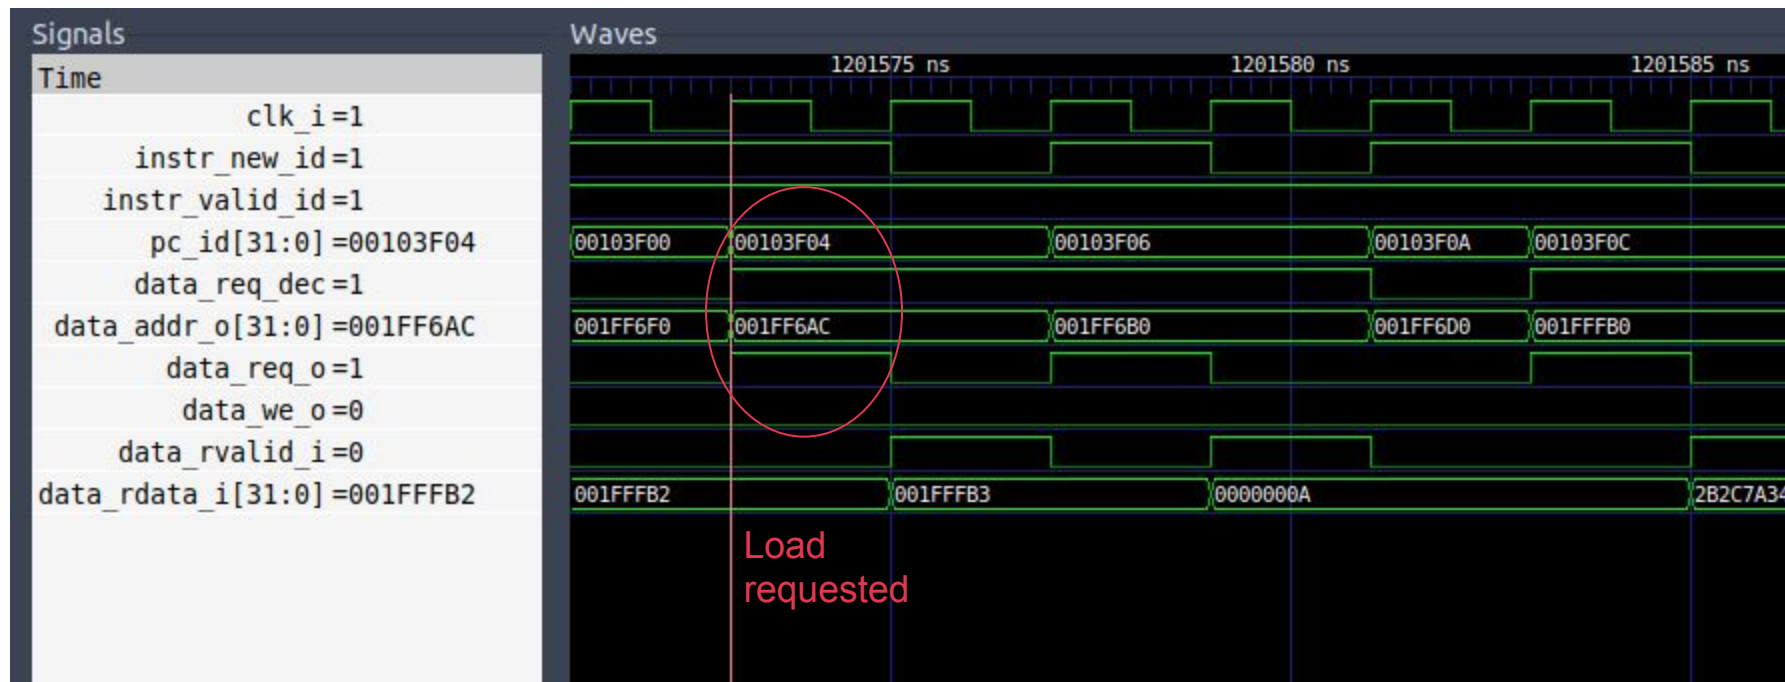 Signals
Waves
Time
1201575 ns 1201580 ns 1201585 ns
clk_i=1
instr_new_id=1
instr_valid_id=1
pc_id[31:0]=00103F04 00103F00 00103F04 00103F06 00103F0A 00103F0C
data_req_dec=1
data_addr_o[31:0]=001FF6AC 001FF6F0 001FF6AC 001FF6B0 001FF6D0 001FFFB0
data_req_o=1
data_we_o=0
data_rvalid_i=0
data_rdata_i[31:0]=001FFFB2 001FFFB2 001FFFB3 0000000A 2B2C7A34
Load
requested